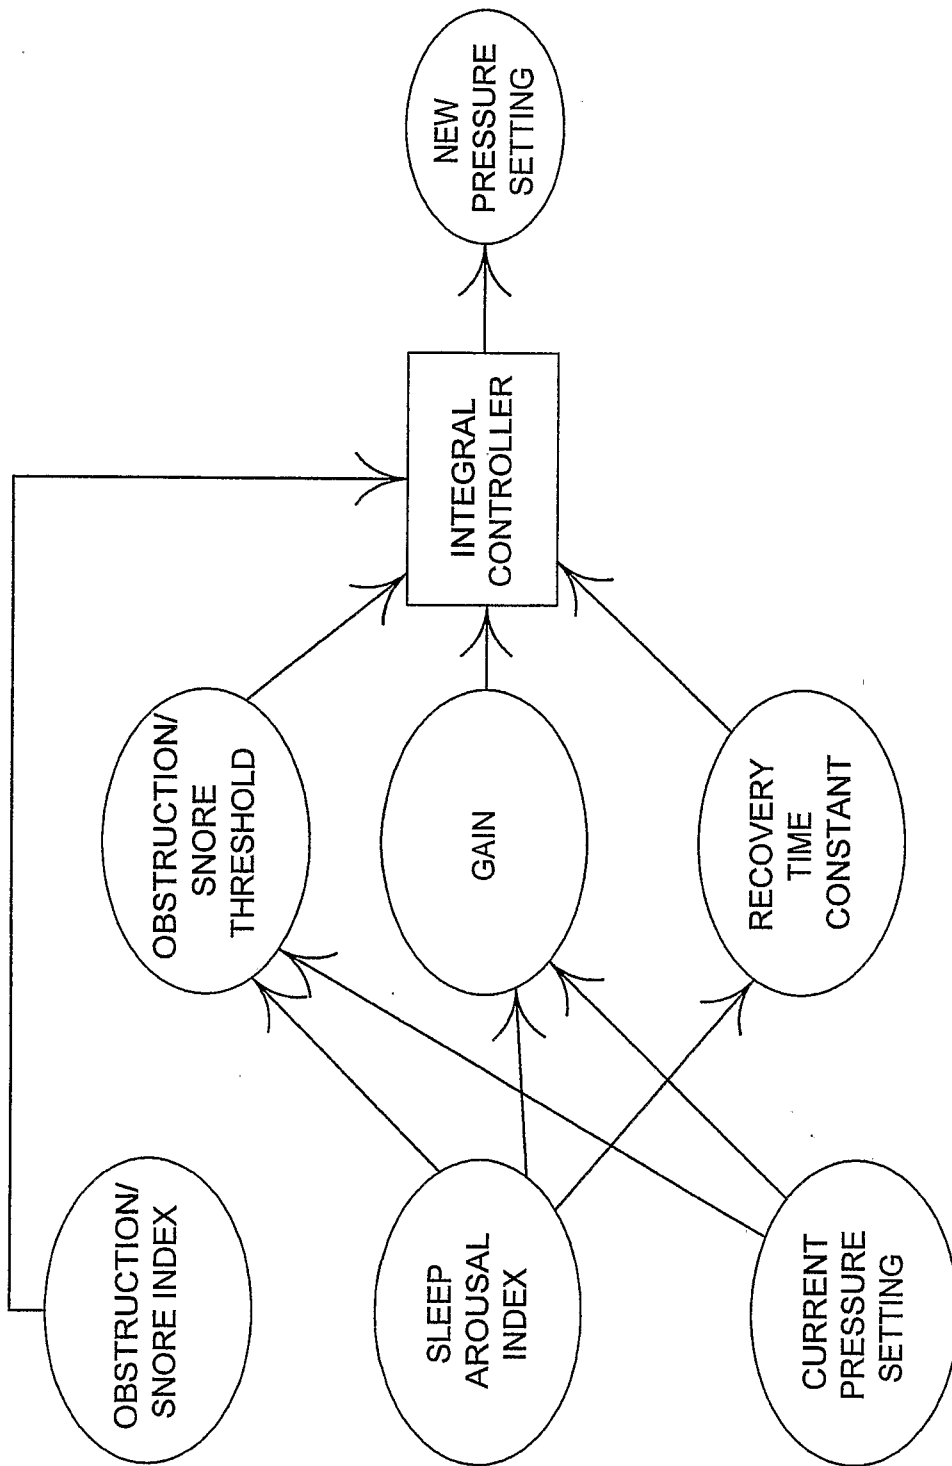 OBSTRUCTION/
SNORE INDEX
SLEEP
AROUSAL
INDEX
CURRENT
PRESSURE
SETTING
OBSTRUCTION/
SNORE
THRESHOLD
GAIN
RECOVERY
TIME
CONSTANT
INTEGRAL
CONTROLLER
NEW
PRESSURE
SETTING